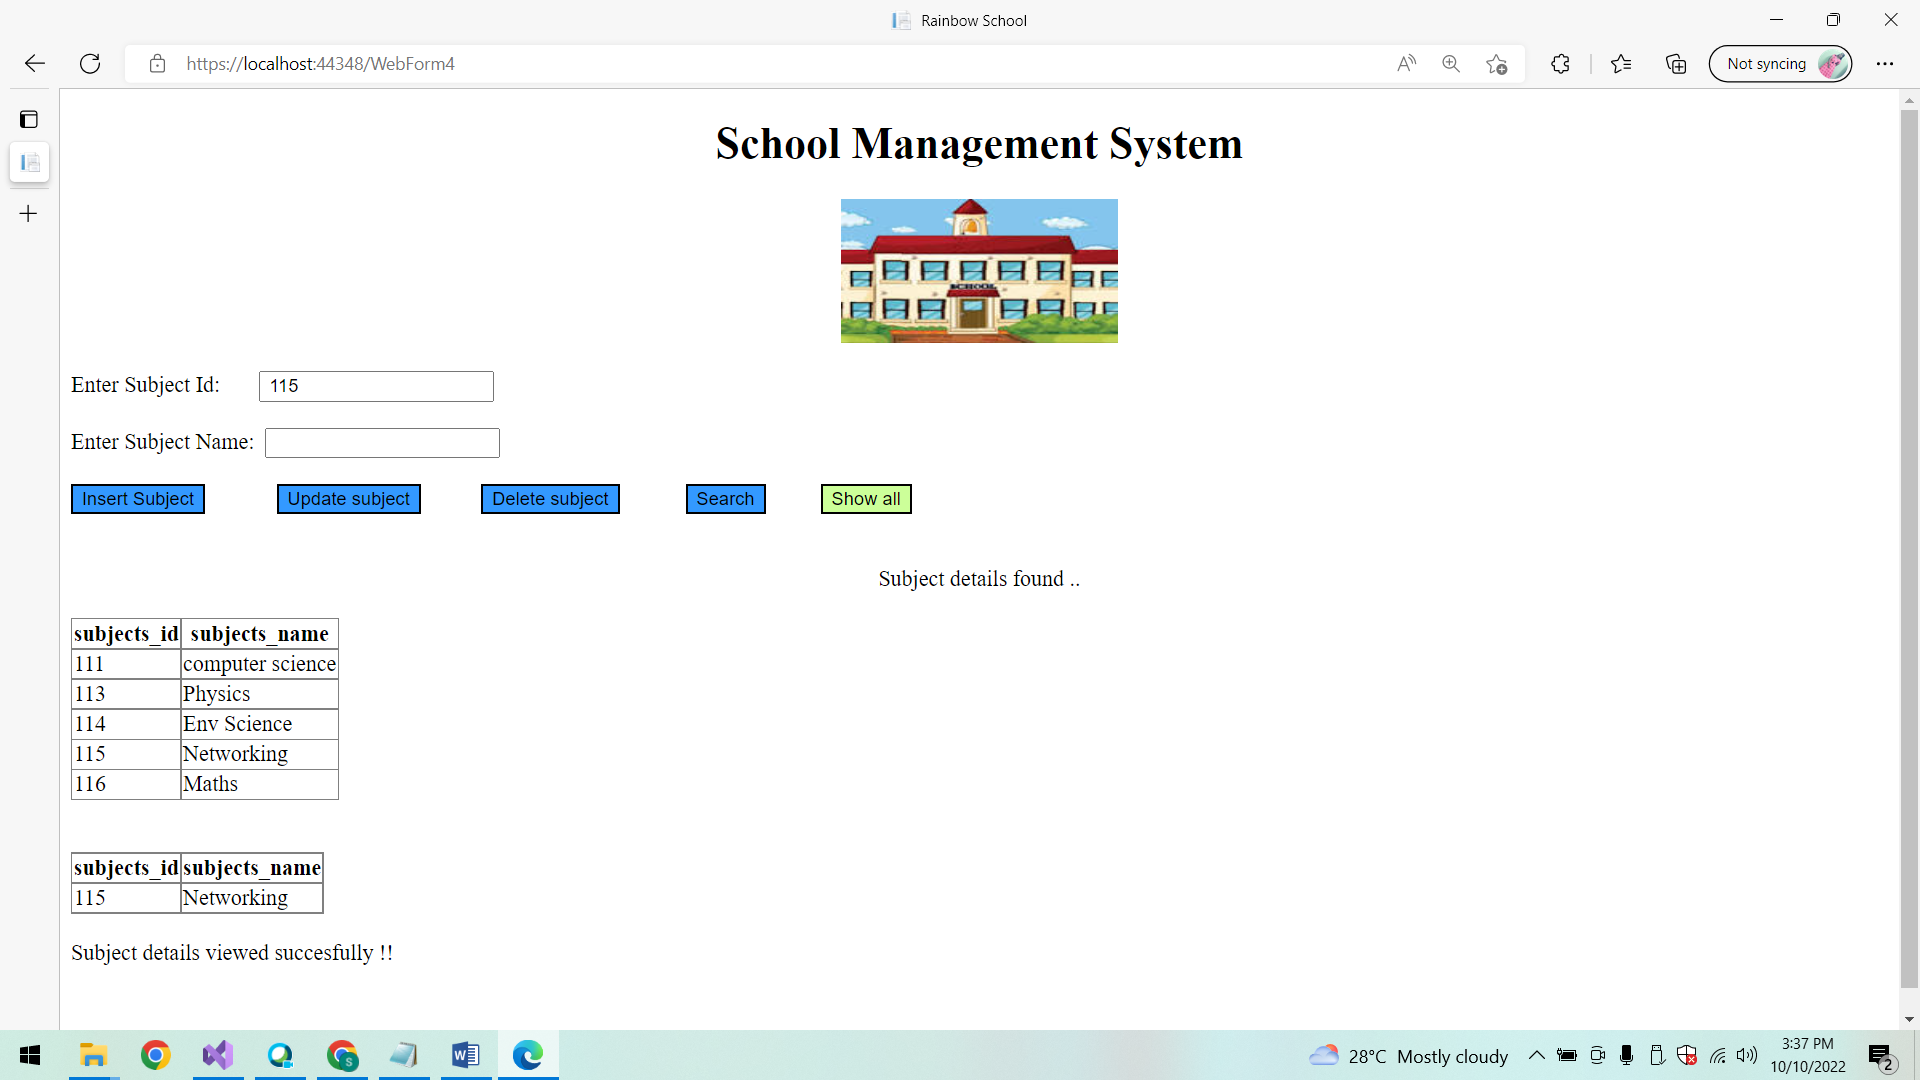 Rainbow School
https://localhost:44348/WebForm4
Not syncing
School Management System
SCHOOL
Enter Subject Id: 115
Enter Subject Name:
Insert Subject Update subject Delete subject Search Show all
Subject details found ..
subjects_id subjects_name
111 computer science
113 Physics
114 Env Science
115 Networking
116 Maths
subjects_id subjects_name
115 Networking
Subject details viewed succesfully !!
28°C Mostly cloudy
3:37 PM
10/10/2022
2